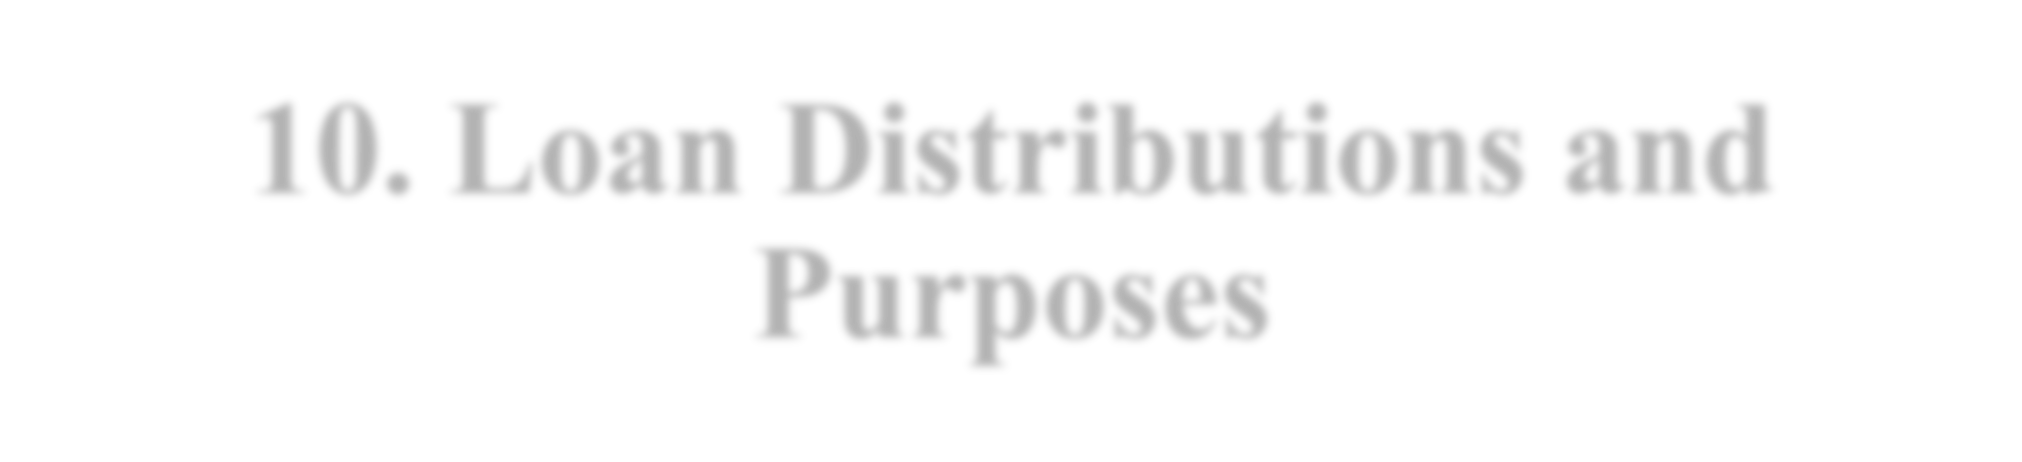 10. Loan Distributions and
Purposes